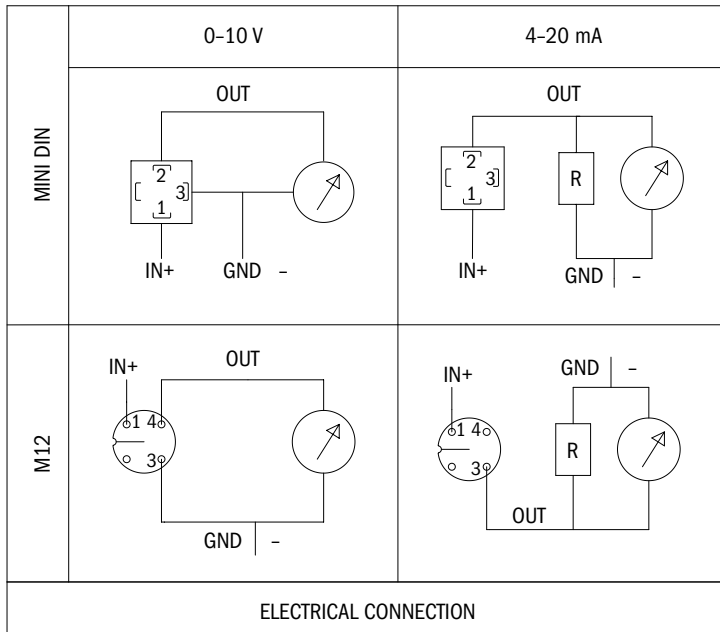 0–10 V
4–20 mA
MINI DIN
OUT
2
3
1
IN+
GND –
OUT
2
3
1
R
IN+
GND –
M12
IN+
OUT
1 4
3
GND –
IN+
GND –
1 4
R
3
OUT
ELECTRICAL CONNECTION